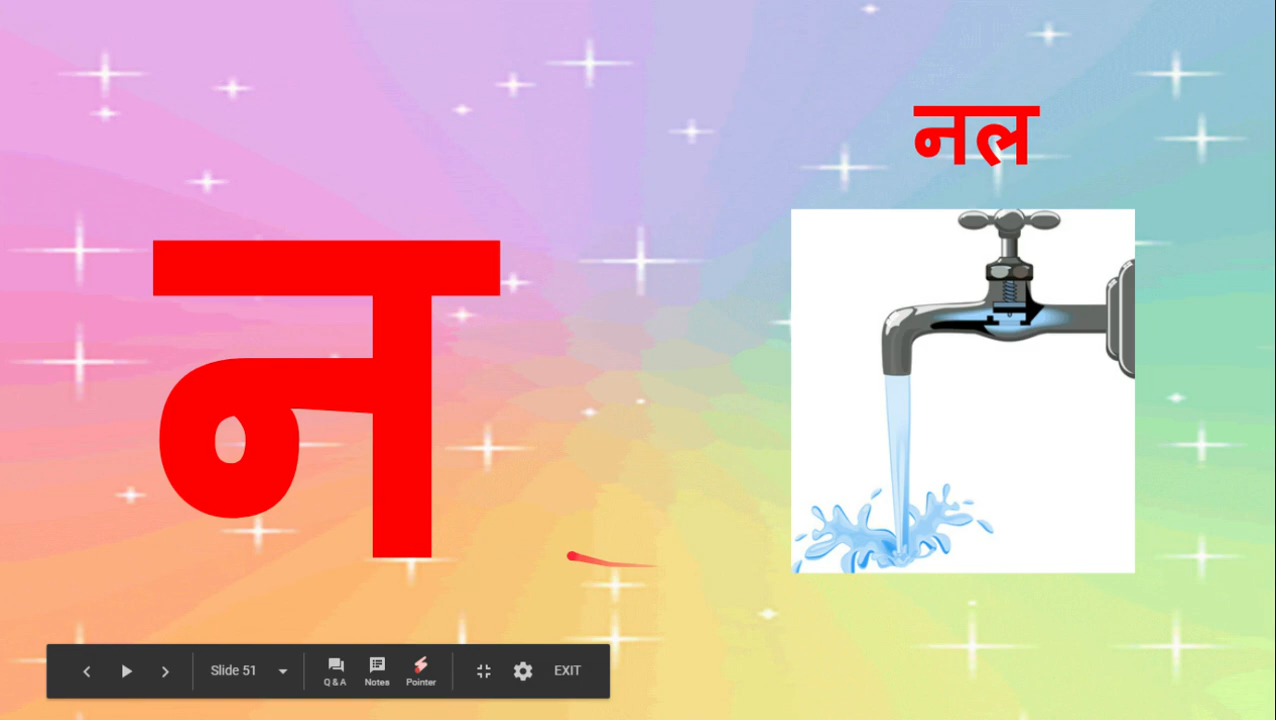 नल
न
Slide 51
Q & A
Notes
Pointer
EXIT